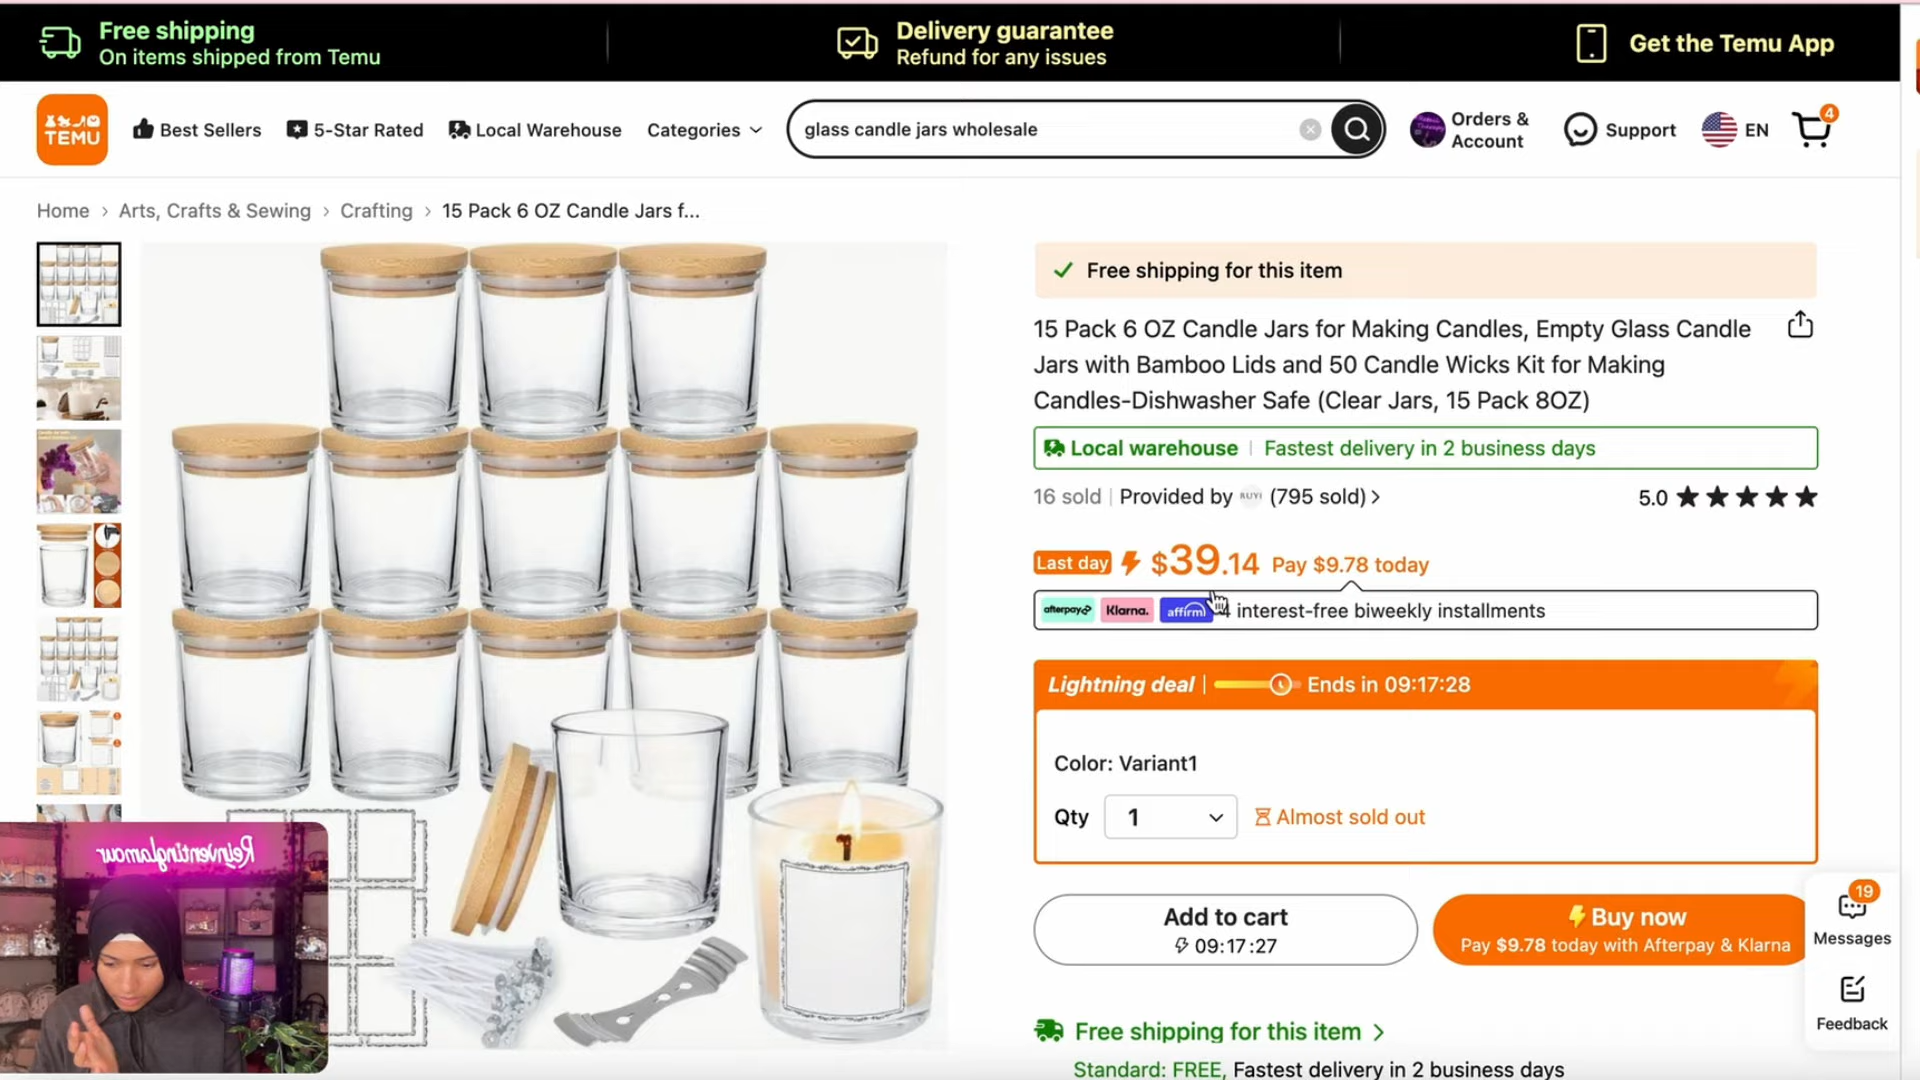 Free shipping
On items shipped from Temu
Delivery guarantee
Refund for any issues
Get the Temu App
TEMU
Best Sellers
5-Star Rated
Local Warehouse
Categories
glass candle jars wholesale
Orders &
Account
Support
EN
4
Home › Arts, Crafts & Sewing › Crafting › 15 Pack 6 OZ Candle Jars f...
Free shipping for this item
15 Pack 6 OZ Candle Jars for Making Candles, Empty Glass Candle
Jars with Bamboo Lids and 50 Candle Wicks Kit for Making
Candles-Dishwasher Safe (Clear Jars, 15 Pack 8OZ)
Local warehouse | Fastest delivery in 2 business days
16 sold | Provided by RUYI (795 sold) ›
5.0
Last day $39.14 Pay $9.78 today
afterpay Klarna. affirm 4 interest-free biweekly installments
Lightning deal | Ends in 09:17:28
Color: Variant1
Qty 1 Almost sold out
Add to cart
09:17:27
Buy now
Pay $9.78 today with Afterpay & Klarna
19
Messages
Feedback
Free shipping for this item ›
Standard: FREE, Fastest delivery in 2 business days
Reinventinglamour